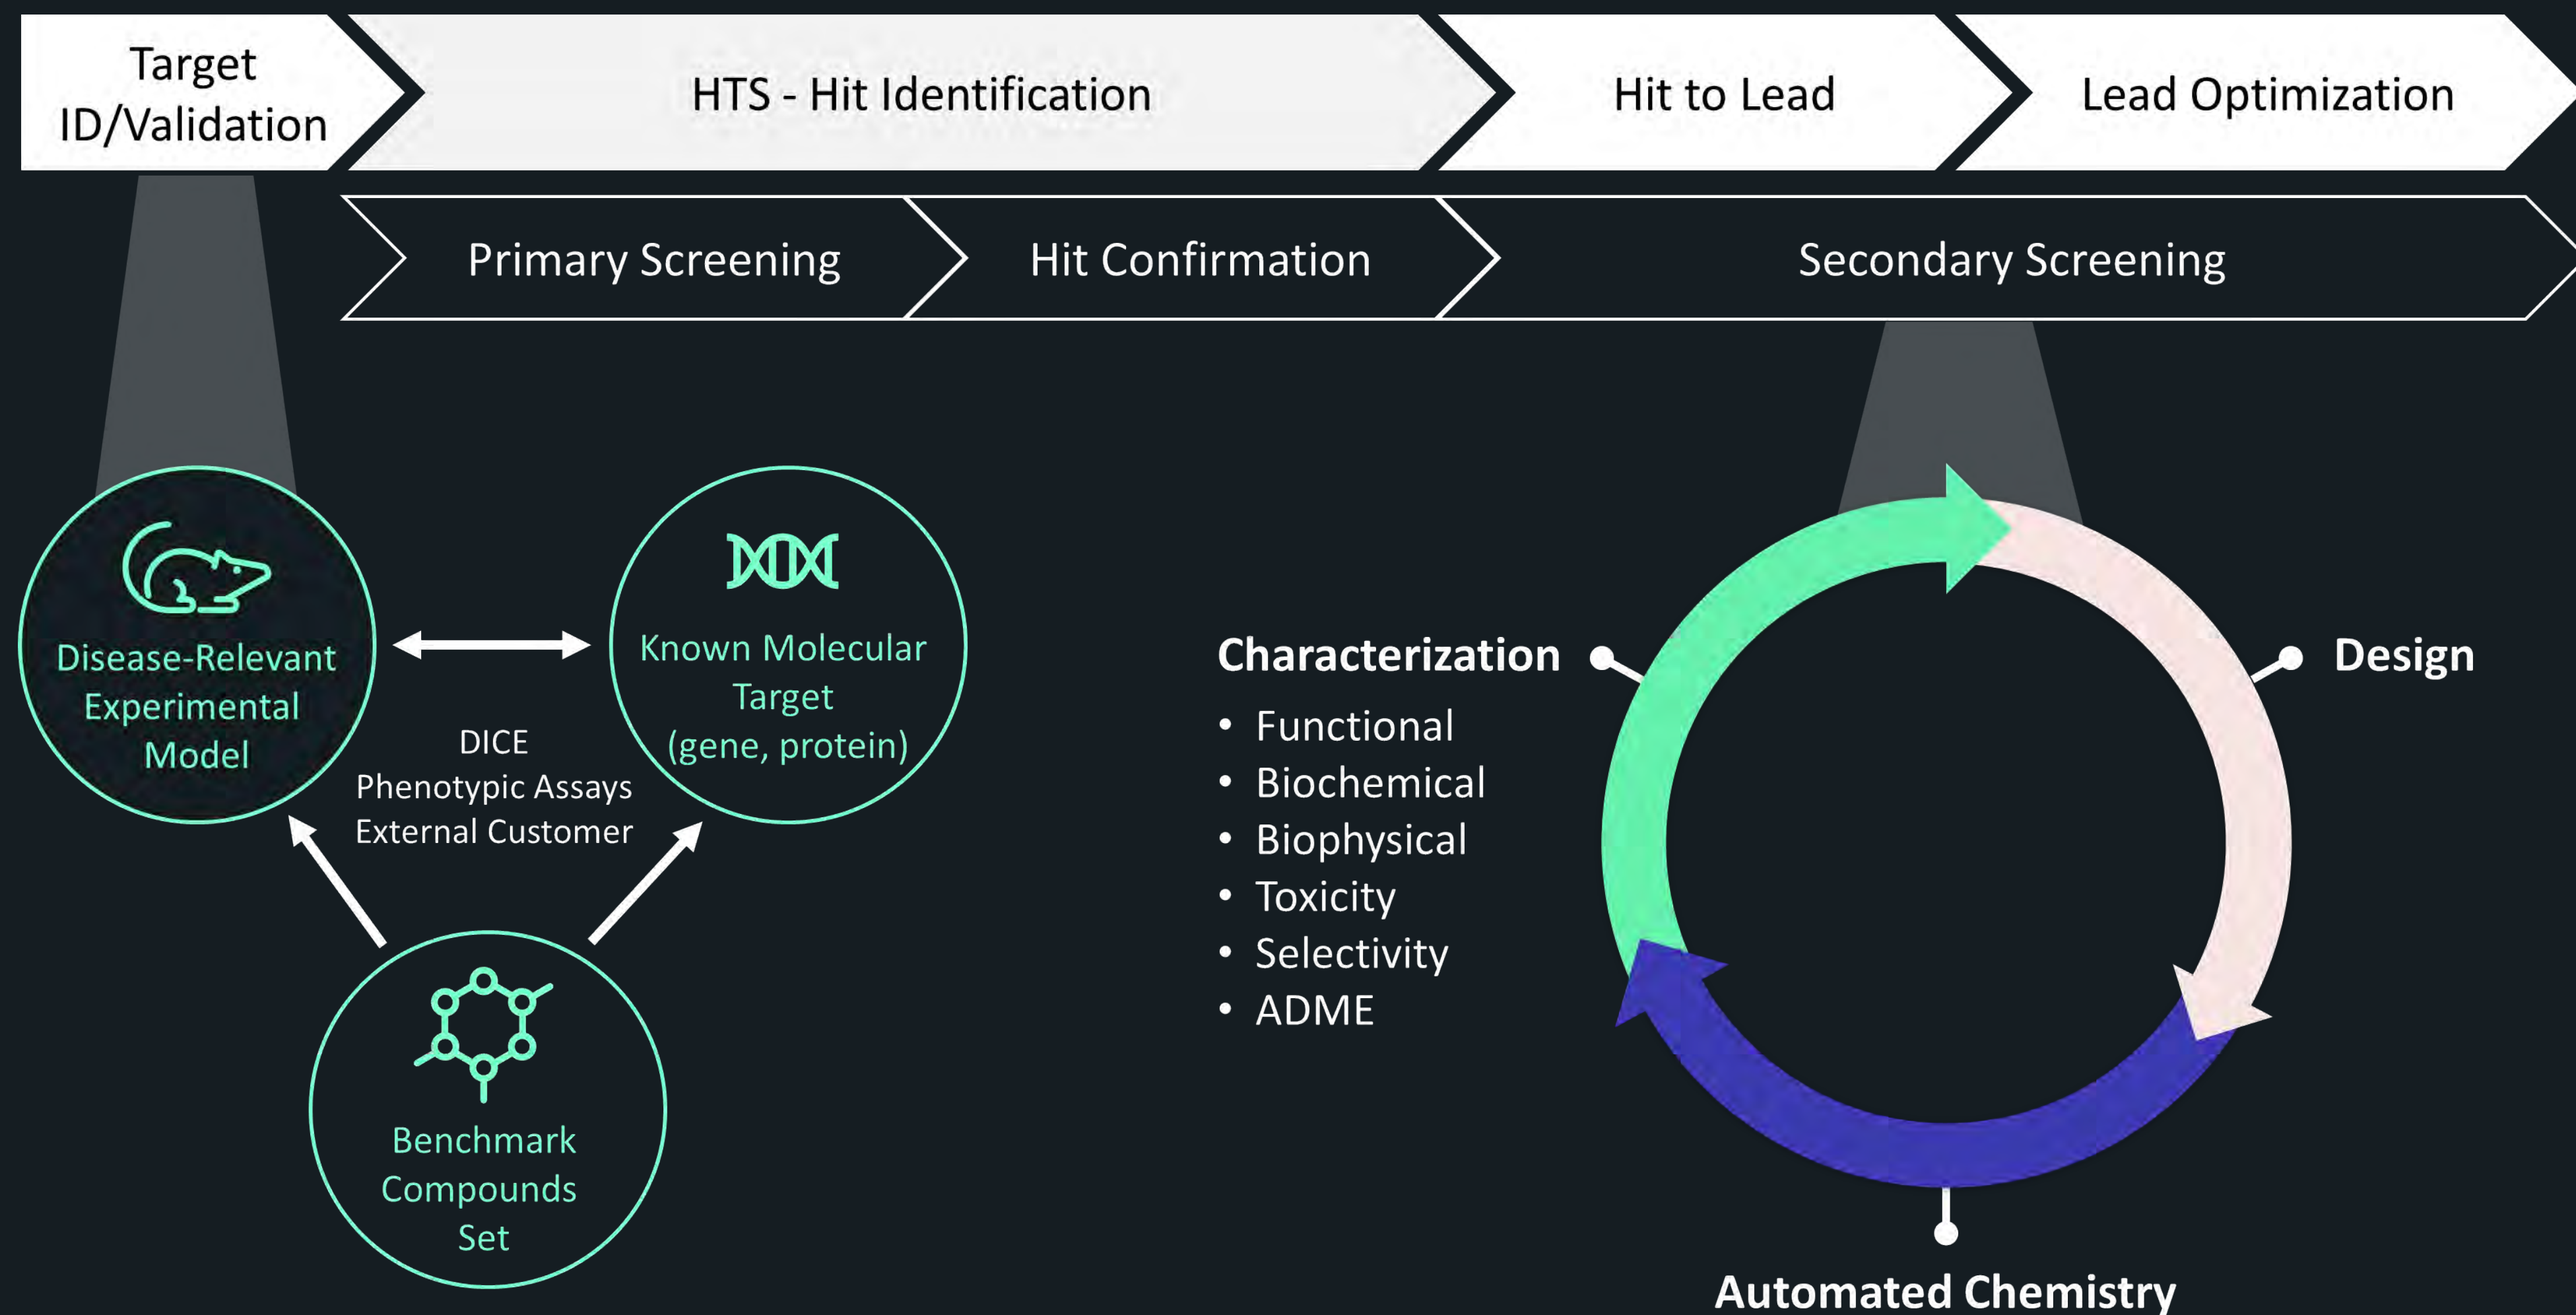 Target
ID/Validation
HTS - Hit Identification
Hit to Lead
Lead Optimization
Primary Screening
Hit Confirmation
Secondary Screening
Disease-Relevant
Experimental
Model
Known Molecular
Target
(gene, protein)
DICE
Phenotypic Assays
External Customer
Benchmark
Compounds
Set
Characterization
• Functional
• Biochemical
• Biophysical
• Toxicity
• Selectivity
• ADME
Design
Automated Chemistry